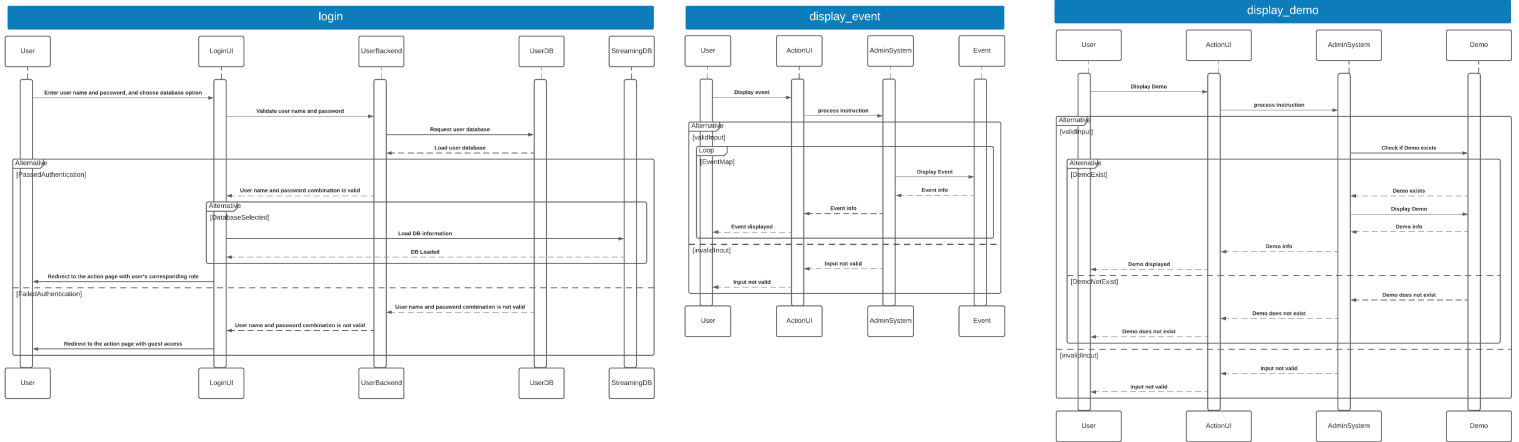 login
User
LoginUI
UserBackend
UserDB
StreamingDB
Enter user name and password, and choose database option
Validate user name and password
Request user database
Load user database
Alternative
[PassedAuthentication]
User name and password combination is valid
Alternative
[DatabaseSelected]
Load DB information
DB Loaded
Redirect to the action page with user's corresponding role
[FailedAuthentication]
User name and password combination is not valid
User name and password combination is not valid
Redirect to the action page with guest access
User
LoginUI
UserBackend
UserDB
StreamingDB
display_event
User
ActionUI
AdminSystem
Event
Display event
process instruction
Alternative
[validInput]
Loop
[EventMap]
Display Event
Event info
Event info
Event displayed
[invalidInout]
Input not valid
Input not valid
User
ActionUI
AdminSystem
Event
display_demo
User
ActionUI
AdminSystem
Demo
Display Demo
process instruction
Alternative
[validInput]
Check if Demo exists
Alternative
[DemoExist]
Demo exists
Display Demo
Demo info
Demo info
Demo displayed
[DemoNotExist]
Demo does not exist
Demo does not exist
Demo does not exist
[invalidInout]
Input not valid
Input not valid
User
ActionUI
AdminSystem
Demo